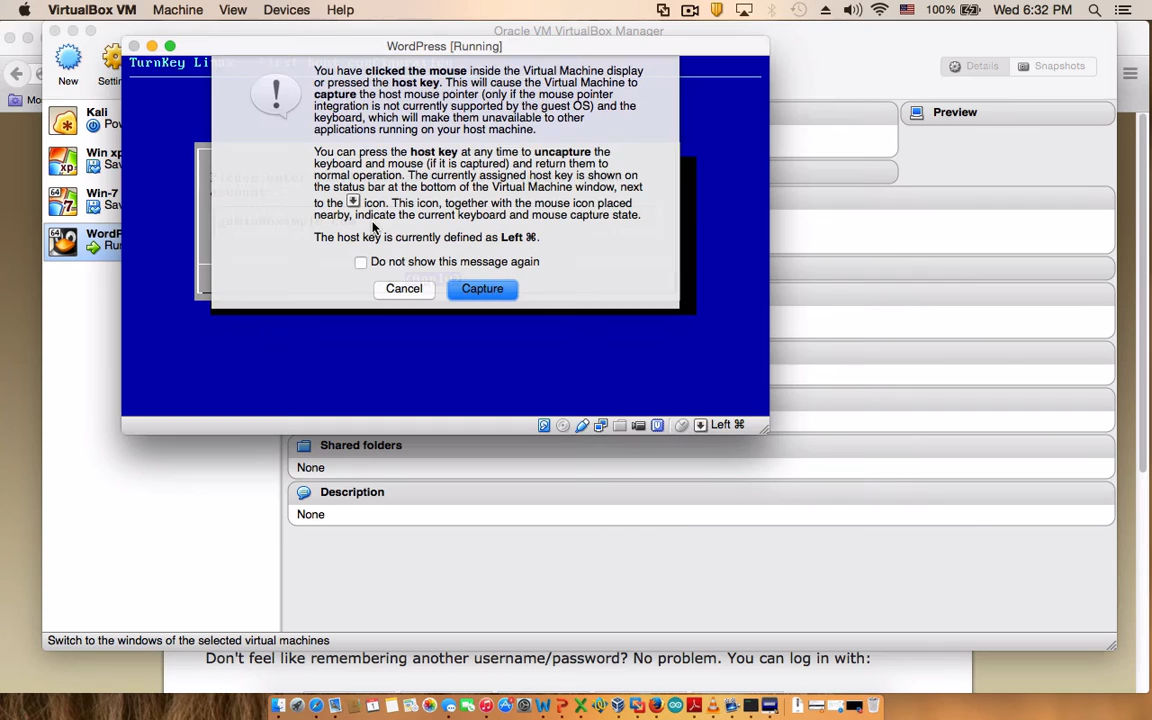 VirtualBox VM Machine View Devices Help
100% Wed 6:32 PM
Oracle VM VirtualBox Manager
WordPress [Running]
New
Details
Snapshots
TurnKey Lin
You have clicked the mouse inside the Virtual Machine display
or pressed the host key. This will cause the Virtual Machine to
capture the host mouse pointer (only if the mouse pointer
integration is not currently supported by the guest OS) and the
keyboard, which will make them unavailable to other
applications running on your host machine.
You can press the host key at any time to uncapture the
keyboard and mouse (if it is captured) and return them to
normal operation. The currently assigned host key is shown on
the status bar at the bottom of the Virtual Machine window, next
to the icon. This icon, together with the mouse icon placed
nearby, indicate the current keyboard and mouse capture state.
The host key is currently defined as Left ⌘.
Do not show this message again
Cancel
Capture
Kali
Win xp
Win-7
Preview
Left ⌘
Shared folders
None
Description
None
Switch to the windows of the selected virtual machines
Don't feel like remembering another username/password? No problem. You can log in with: